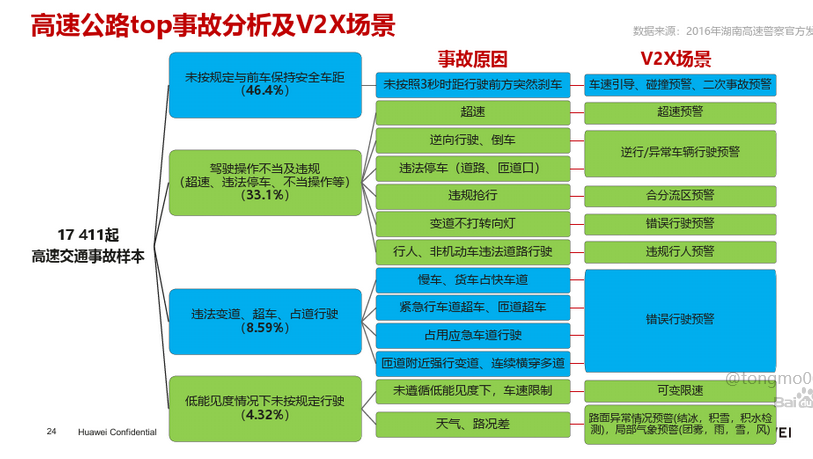 高速公路top事故分析及V2X场景
数据来源：2016年湖南高速警察官方发
事故原因
V2X场景
未按规定与前车保持安全车距
（46.4%）
未按照3秒时距行驶前方突然刹车
车速引导、碰撞预警、二次事故预警
超速
超速预警
逆向行驶、倒车
逆行/异常车辆行驶预警
驾驶操作不当及违规
（超速、违法停车、不当操作等）
（33.1%）
违法停车（道路、匝道口）
违规抢行
合分流区预警
变道不打转向灯
错误行驶预警
17 411起
高速交通事故样本
行人、非机动车违法道路行驶
违规行人预警
慢车、货车占快车道
违法变道、超车、占道行驶
（8.59%）
紧急行车道超车、匝道超车
错误行驶预警
占用应急车道行驶
匝道附近强行变道、连续横穿多道
低能见度情况下未按规定行驶
（4.32%）
未遵循低能见度下，车速限制
可变限速
天气、路况差
路面异常情况预警(结冰，积雪，积水检
测)，局部气象预警(团雾，雨，雪，风)
@tongmo0
Bai
24
Huawei Confidential
EI